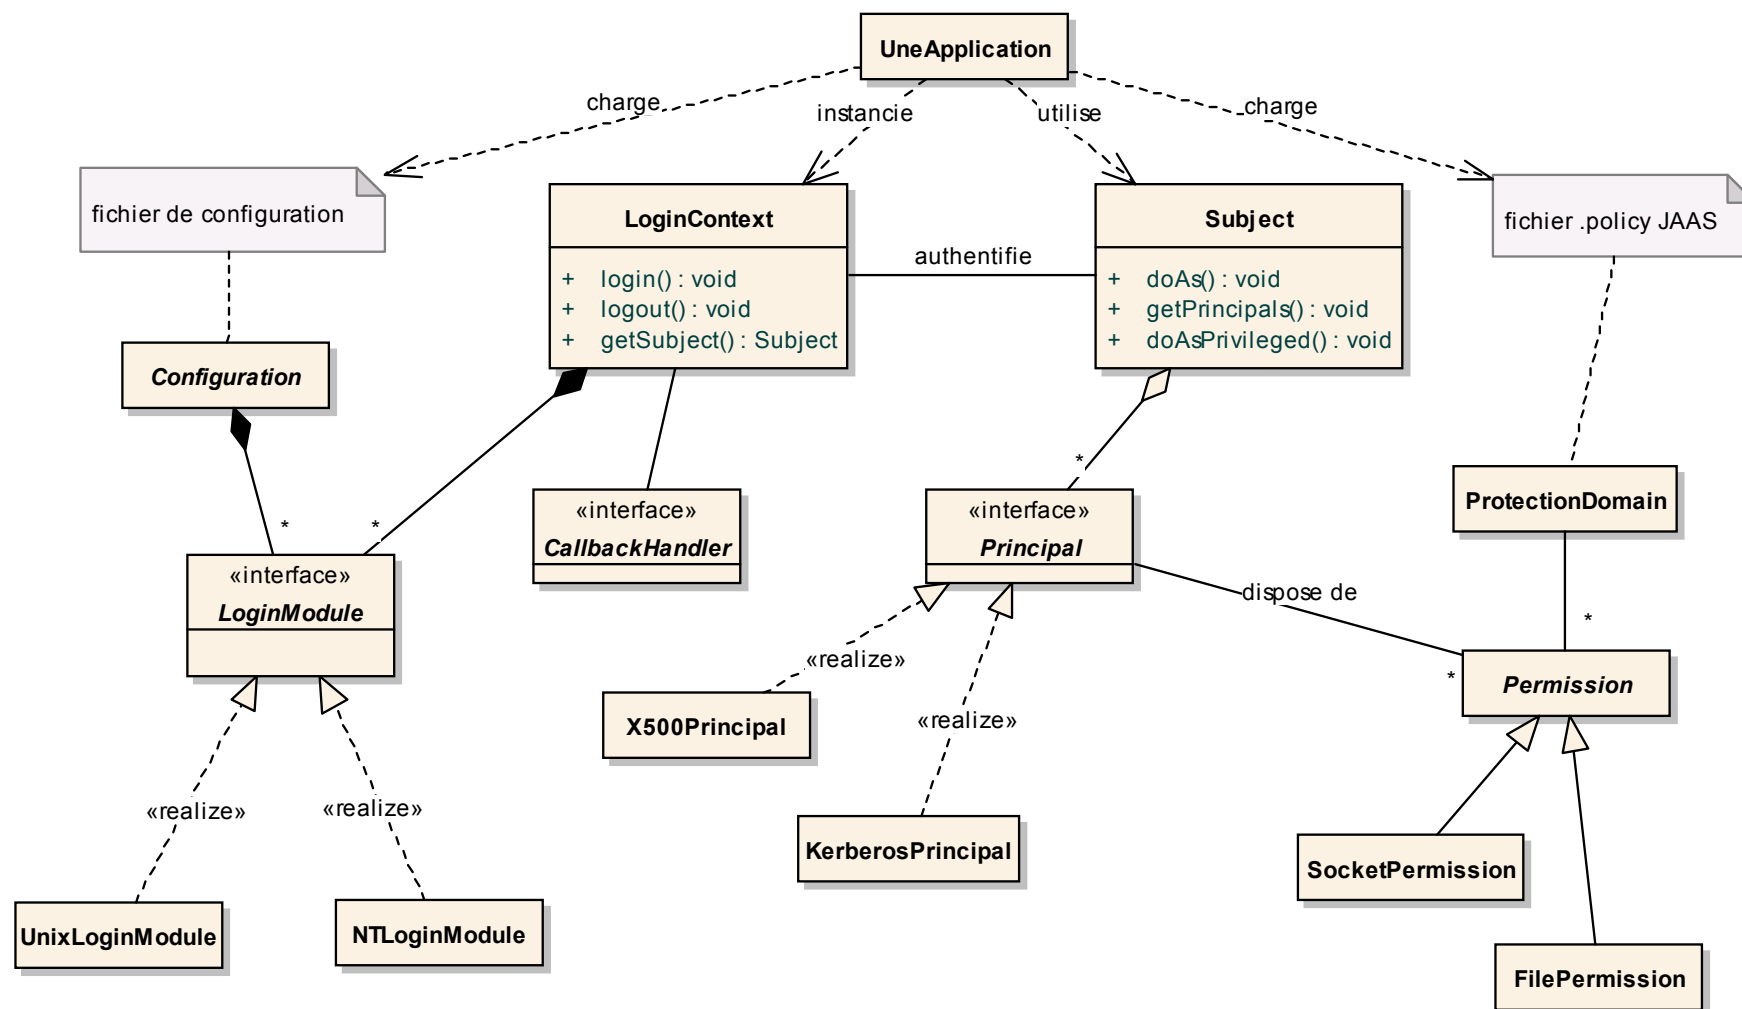 UneApplication
charge
instancie
utilise
charge
fichier de configuration
LoginContext
+ login() : void
+ logout() : void
+ getSubject() : Subject
authentifie
Subject
+ doAs() : void
+ getPrincipals() : void
+ doAsPrivileged() : void
fichier .policy JAAS
Configuration
*
*
«interface»
LoginModule
«interface»
CallbackHandler
*
«interface»
Principal
ProtectionDomain
dispose de
*
*
Permission
«realize»
X500Principal
«realize»
KerberosPrincipal
«realize»
«realize»
UnixLoginModule
NTLoginModule
SocketPermission
FilePermission